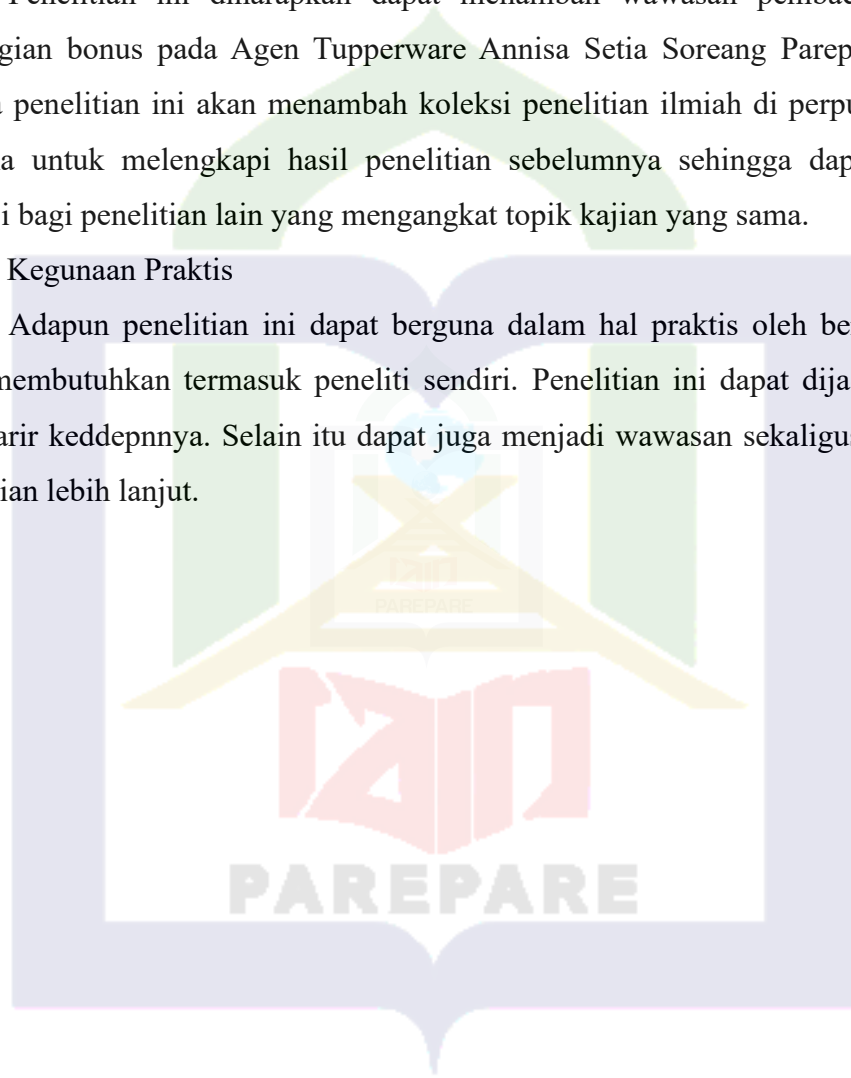 Penelitian ini diharapkan dapat menambah wawasan pembac
gian bonus pada Agen Tupperware Annisa Setia Soreang Parep
penelitian ini akan menambah koleksi penelitian ilmiah di perpu
a untuk melengkapi hasil penelitian sebelumnya sehingga dap
i bagi penelitian lain yang mengangkat topik kajian yang sama.
Kegunaan Praktis
Adapun penelitian ini dapat berguna dalam hal praktis oleh be
membutuhkan termasuk peneliti sendiri. Penelitian ini dapat dija
arir keddepnnya. Selain itu dapat juga menjadi wawasan sekaligus
ian lebih lanjut.
PAREPARE
PAREPARE